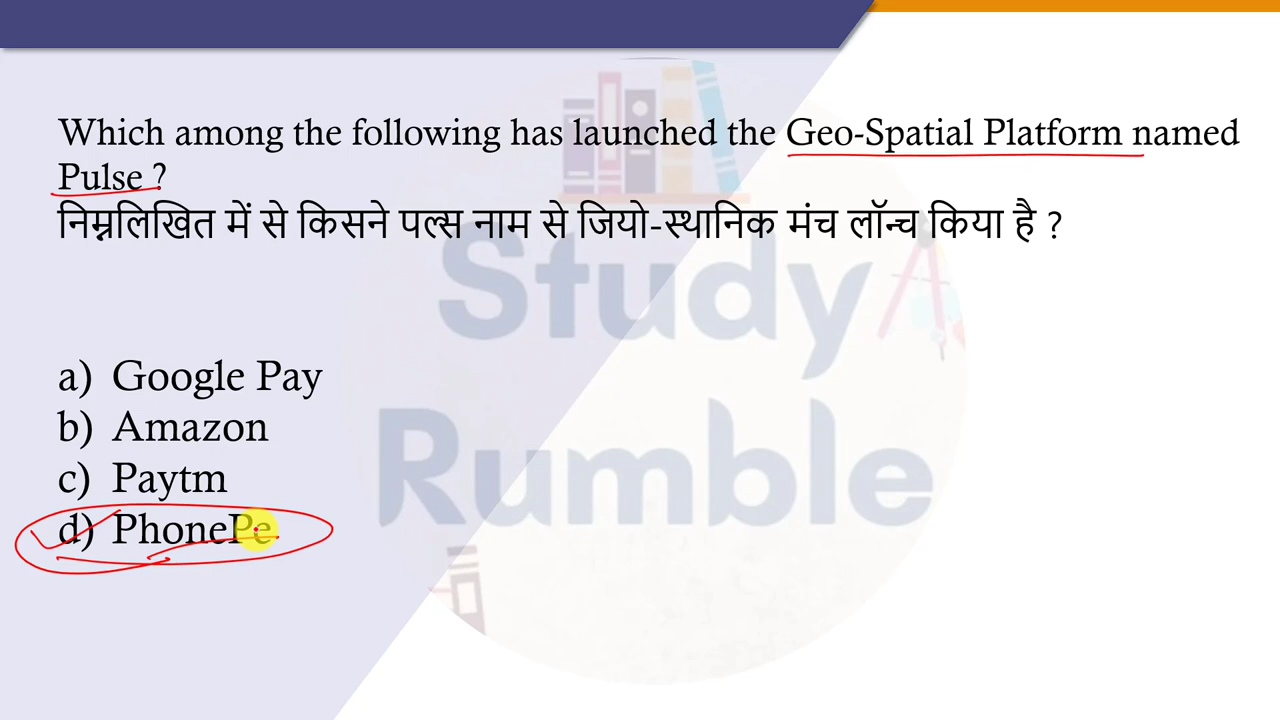 Which among the following has launched the Geo-Spatial Platform named
Pulse ?
निम्नलिखित में से किसने पल्स नाम से जियो-स्थानिक मंच लॉन्च किया है ?
a) Google Pay
b) Amazon
c) Paytm
d) PhonePe
Study
Rumble